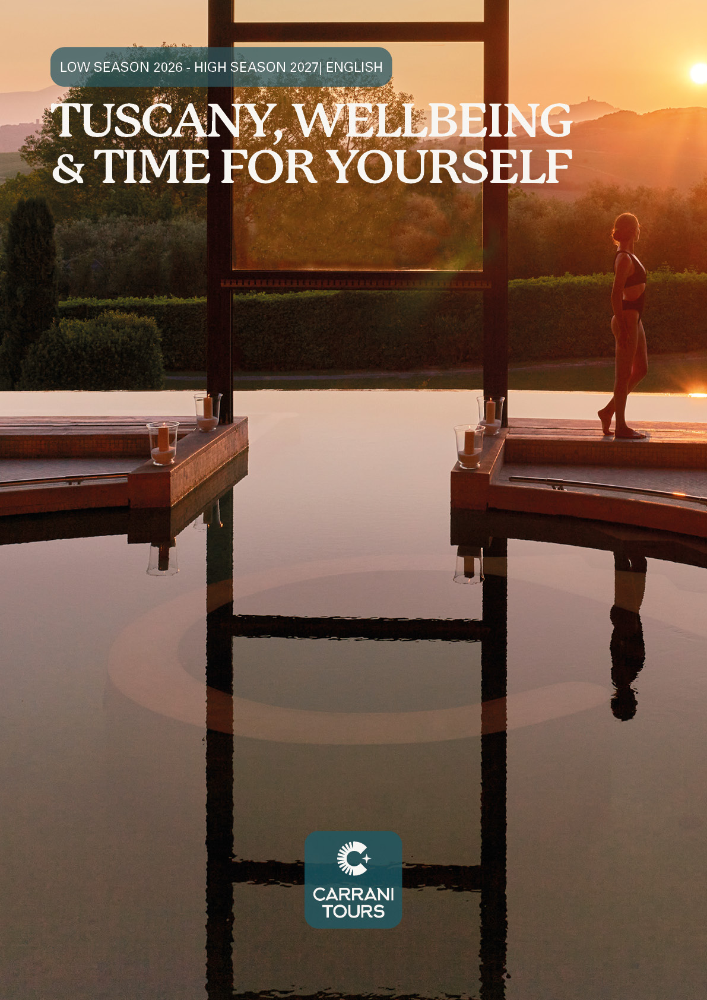 LOW SEASON 2026 - HIGH SEASON 2027| ENGLISH
TUSCANY, WELLBEING
& TIME FOR YOURSELF
CARRANI
TOURS